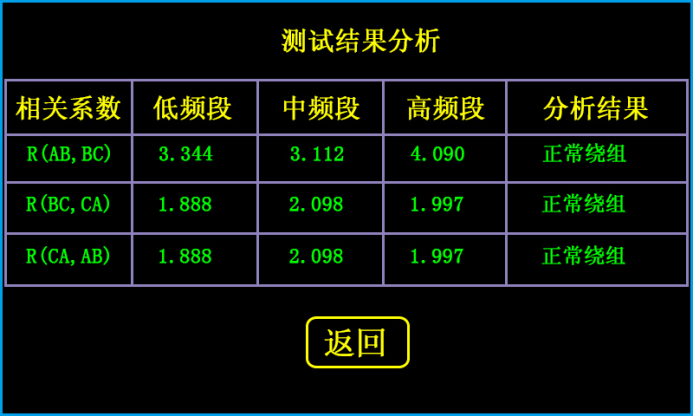 测试结果分析
相关系数 低频段 中频段 高频段 分析结果
R(AB,BC) 3.344 3.112 4.090 正常绕组
R(BC,CA) 1.888 2.098 1.997 正常绕组
R(CA,AB) 1.888 2.098 1.997 正常绕组
返回